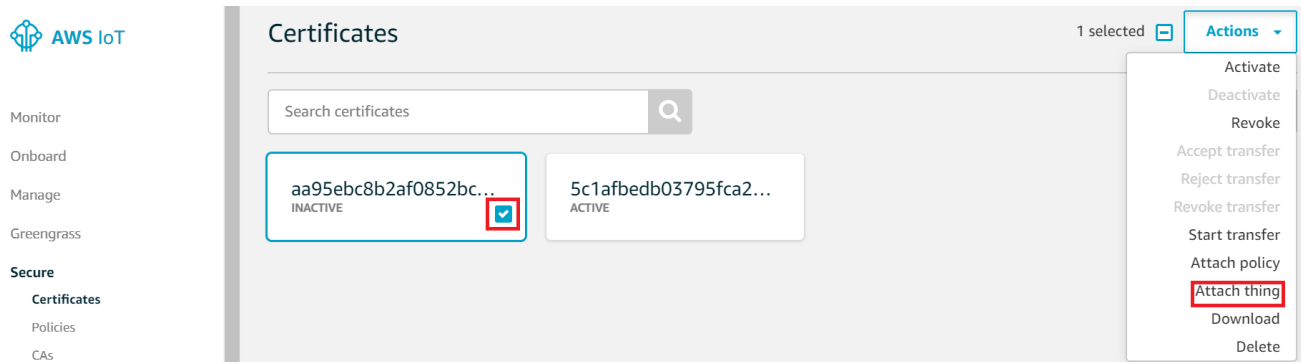 AWS IoT
Monitor
Onboard
Manage
Greengrass
Secure
Certificates
Policies
CAs
Certificates
1 selected
Actions
Search certificates
aa95ebc8b2af0852bc...
INACTIVE
5c1afbedb03795fca2...
ACTIVE
Activate
Deactivate
Revoke
Accept transfer
Reject transfer
Revoke transfer
Start transfer
Attach policy
Attach thing
Download
Delete